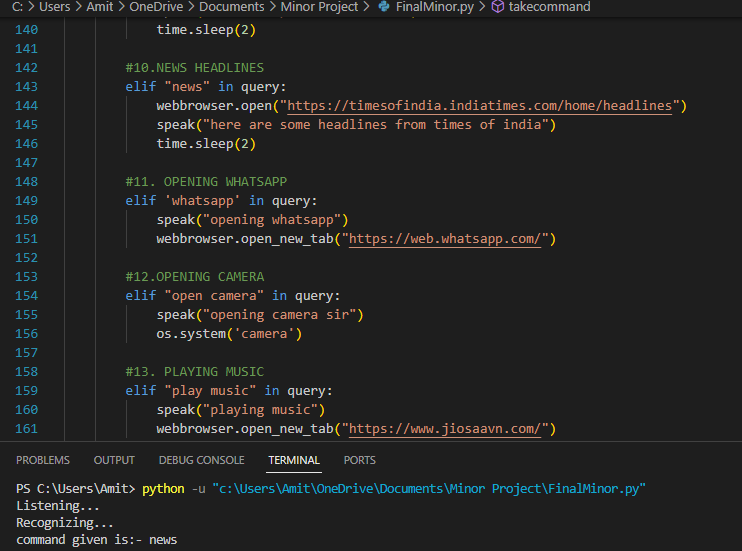 C: > Users > Amit > OneDrive > Documents > Minor Project > FinalMinor.py > takecommand
140 time.sleep(2)
141
142 #10.NEWS HEADLINES
143 elif "news" in query:
144 webbrowser.open("https://timesofindia.indiatimes.com/home/headlines")
145 speak("here are some headlines from times of india")
146 time.sleep(2)
147
148 #11. OPENING WHATSAPP
149 elif 'whatsapp' in query:
150 speak("opening whatsapp")
151 webbrowser.open_new_tab("https://web.whatsapp.com/")
152
153 #12.OPENING CAMERA
154 elif "open camera" in query:
155 speak("opening camera sir")
156 os.system('camera')
157
158 #13. PLAYING MUSIC
159 elif "play music" in query:
160 speak("playing music")
161 webbrowser.open_new_tab("https://www.jiosaavn.com/")
PROBLEMS OUTPUT DEBUG CONSOLE TERMINAL PORTS
PS C:\Users\Amit> python -u "c:\Users\Amit\OneDrive\Documents\Minor Project\FinalMinor.py"
Listening...
Recognizing...
command given is:- news